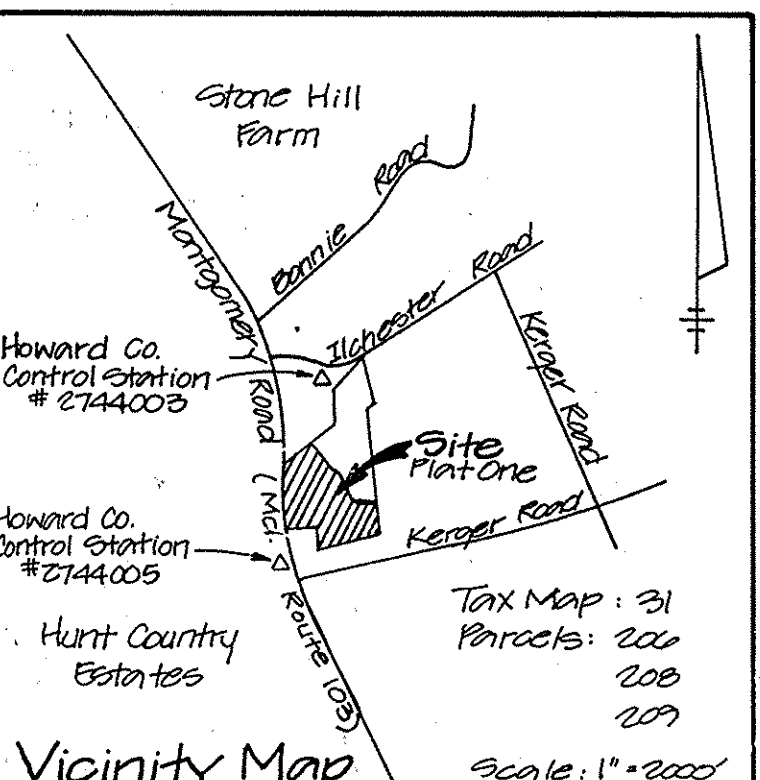 Stone Hill
Farm
Bonnie Road
Montgomery Road (Md. Route 103)
Ilchester Road
Kerger Road
Howard Co.
Control Station
# 2744003
Site
Plat One
Kerger Road
Howard Co.
Control Station
#2744005
Hunt Country
Estates
Tax Map : 31
Parcels: 206
208
209
Vicinity Map
Scale: 1" = 2000'